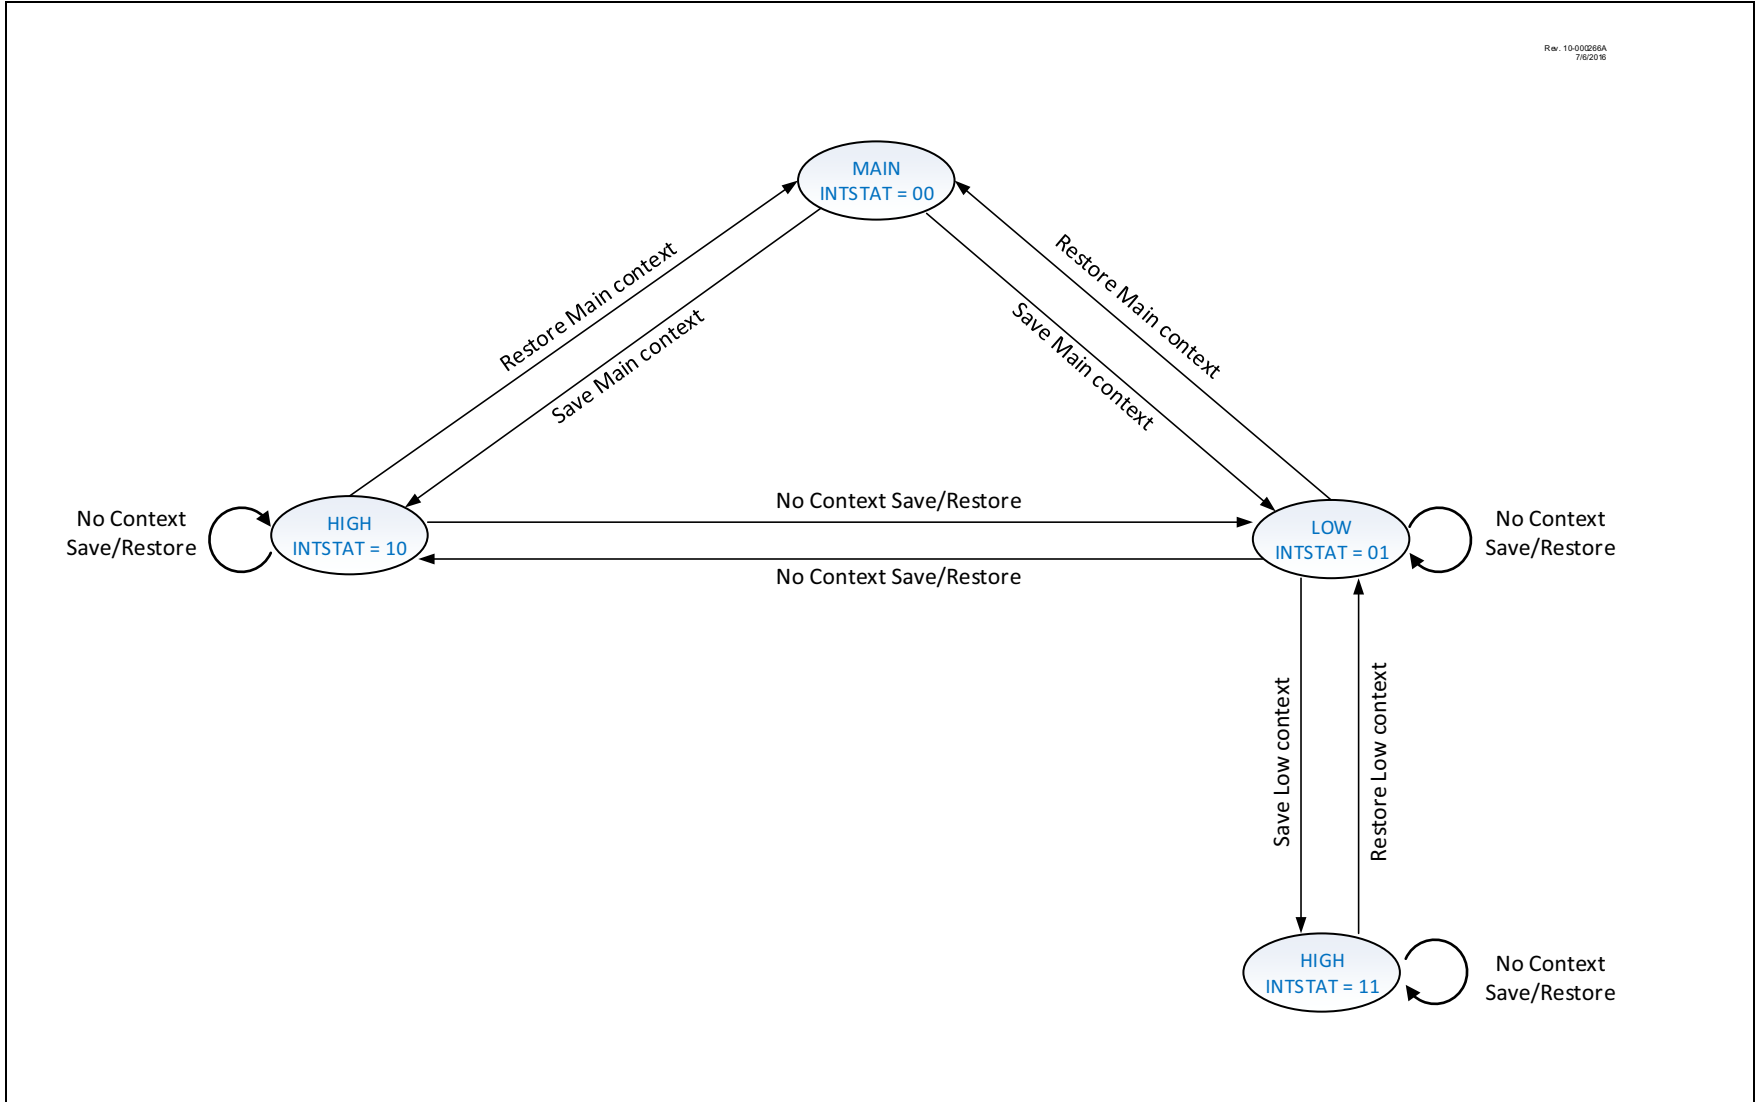 Rev. 10-000266A
7/6/2016
MAIN
INTSTAT = 00
Restore Main context
Save Main context
Save Main context
Restore Main context
No Context
Save/Restore
HIGH
INTSTAT = 10
No Context Save/Restore
No Context Save/Restore
LOW
INTSTAT = 01
No Context
Save/Restore
Save Low context
Restore Low context
HIGH
INTSTAT = 11
No Context
Save/Restore